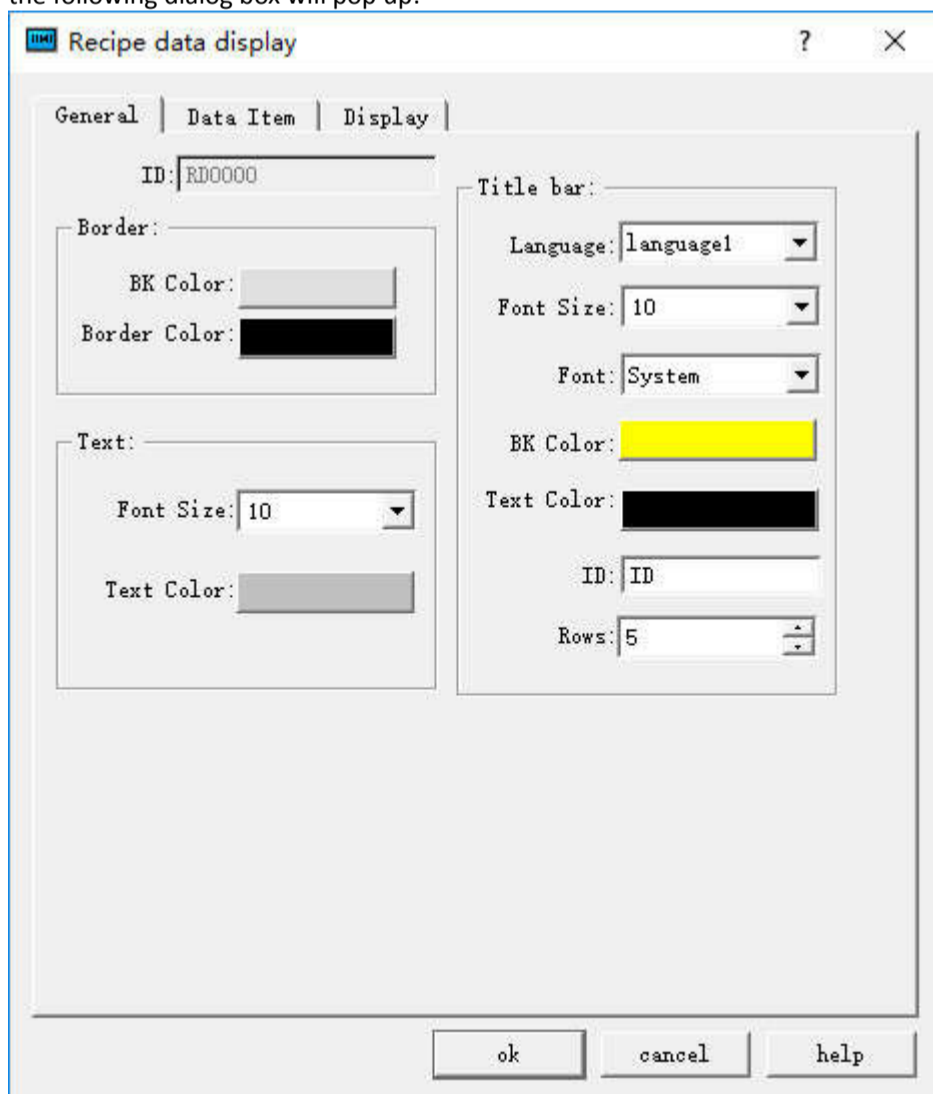 the following dialog box will pop up:
HMI Recipe data display ? ×
General Data Item Display
ID: RD0000
Border:
BK Color:
Border Color:
Text:
Font Size: 10
Text Color:
Title bar:
Language: language1
Font Size: 10
Font: System
BK Color:
Text Color:
ID: ID
Rows: 5
ok cancel help